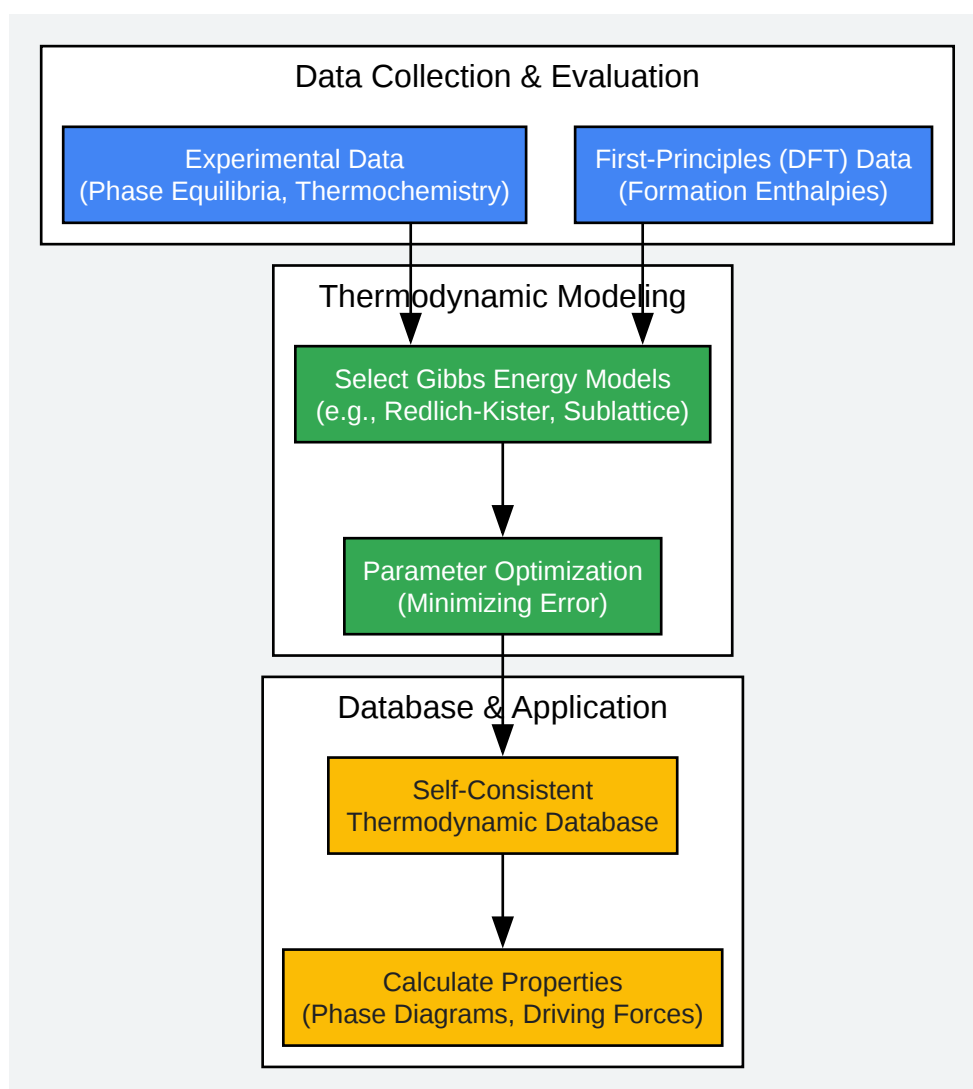 Data Collection & Evaluation
Experimental Data
(Phase Equilibria, Thermochemistry)
First-Principles (DFT) Data
(Formation Enthalpies)
Thermodynamic Modeling
Select Gibbs Energy Models
(e.g., Redlich-Kister, Sublattice)
Parameter Optimization
(Minimizing Error)
Database & Application
Self-Consistent
Thermodynamic Database
Calculate Properties
(Phase Diagrams, Driving Forces)